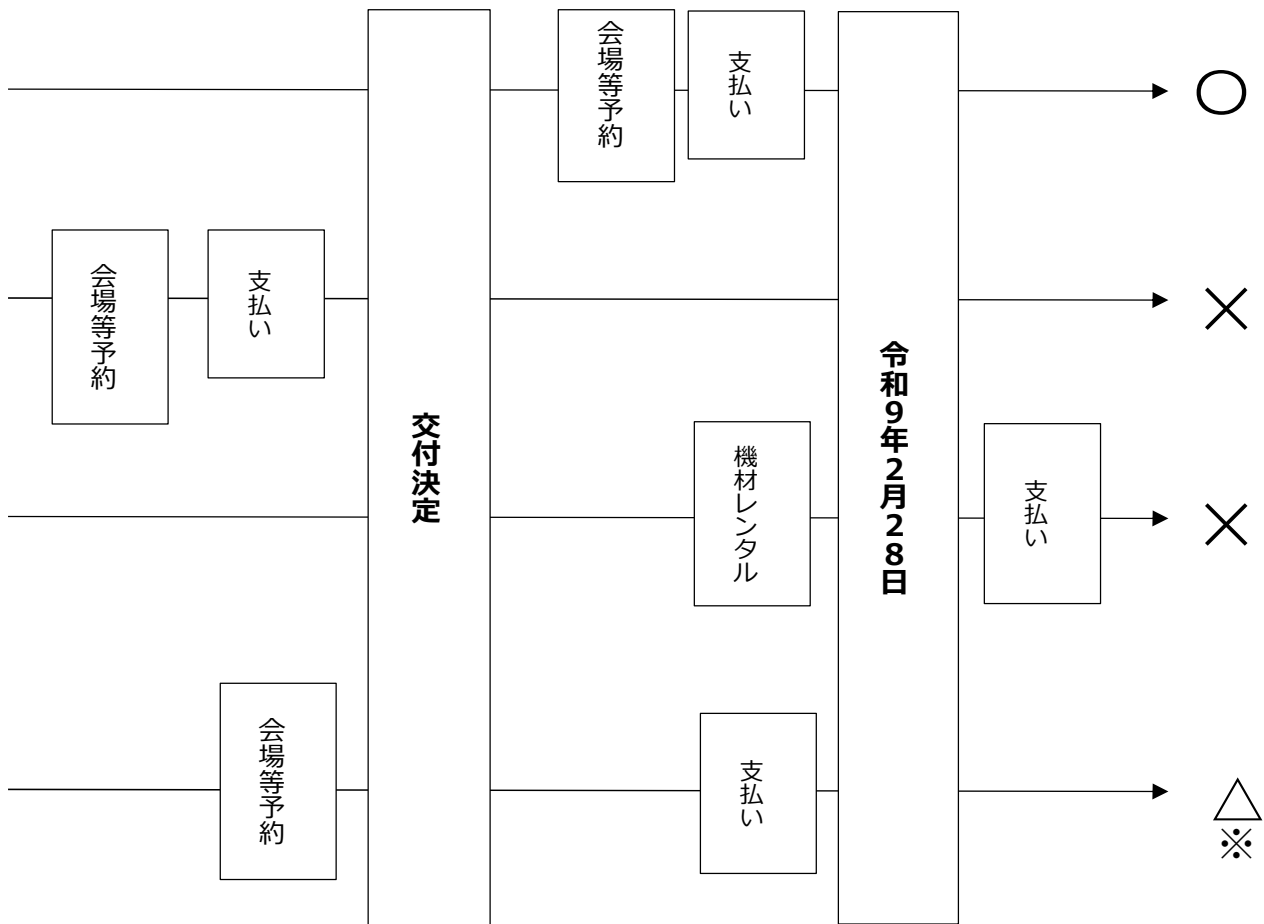 会場等予約
支払い
○
会場等予約
支払い
×
交付決定
令和9年2月28日
機材レンタル
支払い
×
会場等予約
支払い
△
※